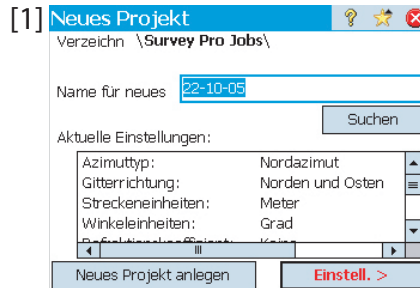 [1] Neues Projekt
Verzeichn \Survey Pro Jobs\
Name für neues 22-10-05
Suchen
Aktuelle Einstellungen:
Azimuttyp: Nordazimut
Gitterrichtung: Norden und Osten
Streckeneinheiten: Meter
Winkeleinheiten: Grad
Neues Projekt anlegen Einstell. >